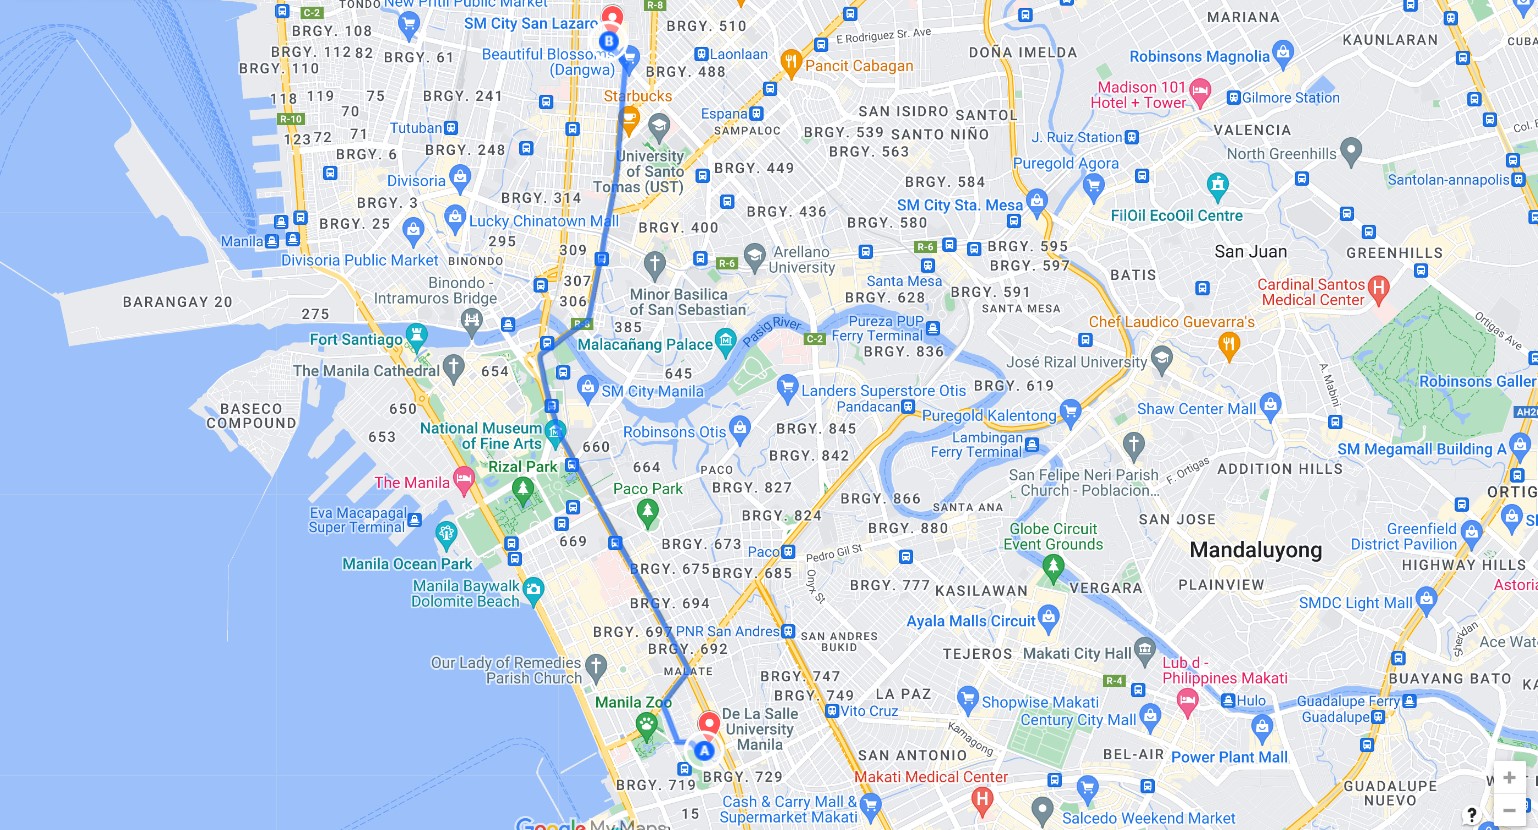 TONDO
New Pritil Public Market
C-2
R-8
SM City San Lazaro
BRGY. 510
E Rodriguez Sr. Ave
MARIANA
KAUNLARAN
CUBA
BRGY. 108
BRGY. 112
82
BRGY. 61
BRGY. 110
B
Beautiful Blossoms
(Dangwa)
Laonlaan
BRGY. 488
Pancit Cabagan
DOÑA IMELDA
Robinsons Magnolia
Madison 101
Hotel + Tower
Gilmore Station
118
119
75
70
BRGY. 241
Starbucks
Espana
SAMPALOC
SAN ISIDRO
SANTOL
R-10
123
72
71
Tutuban
BRGY. 539
SANTO NIÑO
BRGY. 563
J. Ruiz Station
VALENCIA
North Greenhills
BRGY. 6
BRGY. 248
University
of Santo
Tomas (UST)
BRGY. 449
Puregold Agora
Divisoria
BRGY. 584
Santolan-annapolis
BRGY. 3
BRGY. 314
BRGY. 25
Lucky Chinatown Mall
BRGY. 436
SM City Sta. Mesa
FilOil EcoOil Centre
BRGY. 400
BRGY. 580
Manila
295
309
R-6
BRGY. 595
San Juan
GREENHILLS
Divisoria Public Market
BINONDO
R-6
Arellano
University
BRGY. 597
BATIS
Binondo -
Intramuros Bridge
307
306
Minor Basilica
of San Sebastian
Santa Mesa
BRGY. 628
BRGY. 591
SANTA MESA
Cardinal Santos
Medical Center
BARANGAY 20
275
385
Pasig River
Pureza PUP
Ferry Terminal
Chef Laudico Guevarra's
Ortigas Ave
Fort Santiago
Malacañang Palace
C-2
BRGY. 836
José Rizal University
The Manila Cathedral
654
645
A. Mabini
Robinsons Galler
BASECO
COMPOUND
650
SM City-Manila
Landers Superstore Otis
Pandacan
BRGY. 619
Puregold Kalentong
Shaw Center Mall
AH26
National Museum
of Fine Arts
653
660
Robinsons Otis
BRGY. 845
Lambingan
Ferry Terminal
SM Megamall Building A
Rizal Park
664
PACO
BRGY. 842
San Felipe Neri Parish
Church - Poblacion...
F. Ortigas
ADDITION HILLS
The Manila
Paco Park
BRGY. 827
BRGY. 866
SANTA ANA
ORTIG
Eva Macapagal
Super Terminal
BRGY. 824
BRGY. 880
Globe Circuit
Event Grounds
SAN JOSE
Greenfield
District Pavilion
669
BRGY. 673
Paco
Pedro Gil St
Mandaluyong
Manila Ocean Park
BRGY. 675
BRGY. 685
Onyx St
BRGY. 777
KASILAWAN
VERGARA
PLAINVIEW
HIGHWAY HILLS
Manila Baywalk
Dolomite Beach
Astoria
BRGY. 694
SMDC Light Mall
BRGY. 697
PNR San Andres
SAN ANDRES
BUKID
Ayala Malls Circuit
Sheridan
Ace Wat
BRGY. 692
Our Lady of Remedies
Parish Church
MALATE
BRGY. 747
TEJEROS
Makati City Hall
Lub d -
Philippines Makati
BUAYANG BATO
R-4
Manila Zoo
BRGY. 749
LA PAZ
Shopwise Makati
Hulo
Guadalupe Ferry
Guadalupe
De La Salle
University
Manila
Vito Cruz
Century City Mall
A
Kamagong
SAN ANTONIO
BEL-AIR
Power Plant Mall
BRGY. 729
BRGY. 719
Makati Medical Center
GUADALUPE
NUEVO
15
Cash & Carry Mall &
Supermarket Makati
Salcedo Weekend Market
Google My Maps
?
+
−